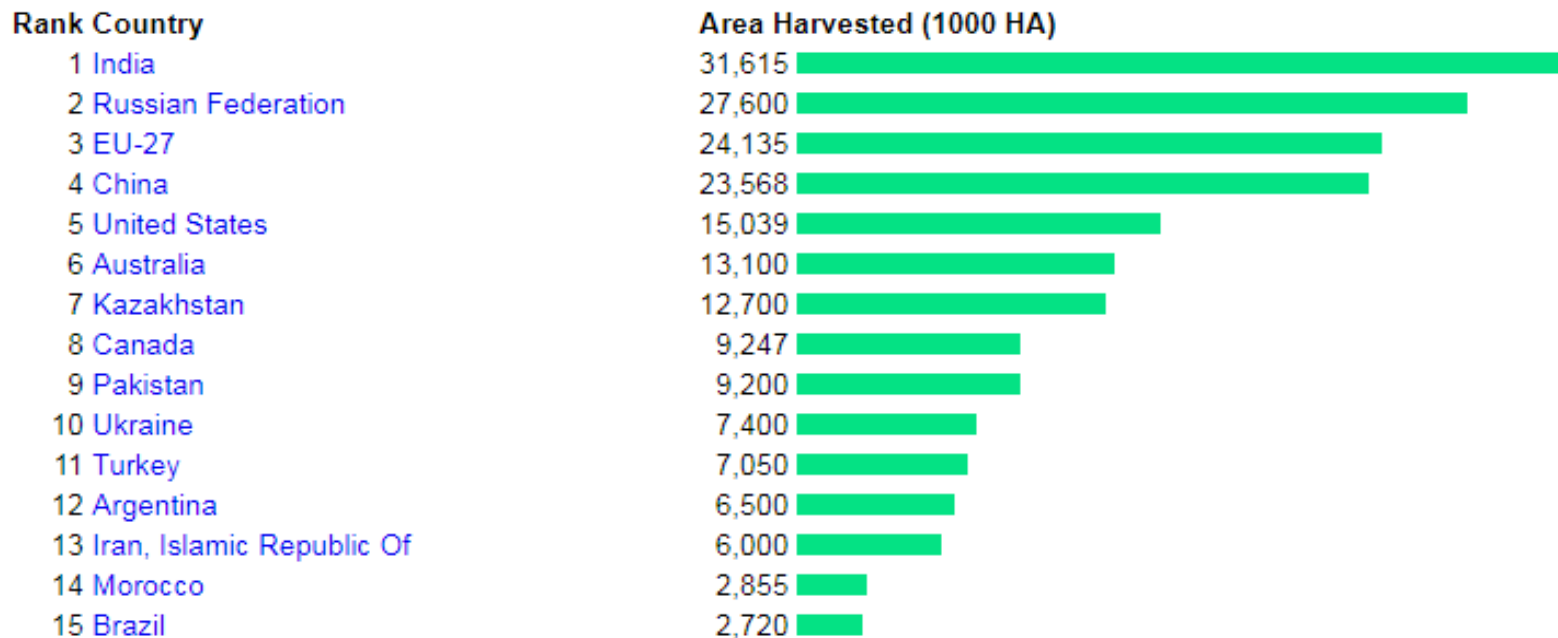 Rank Country Area Harvested (1000 HA)
1 India 31,615
2 Russian Federation 27,600
3 EU-27 24,135
4 China 23,568
5 United States 15,039
6 Australia 13,100
7 Kazakhstan 12,700
8 Canada 9,247
9 Pakistan 9,200
10 Ukraine 7,400
11 Turkey 7,050
12 Argentina 6,500
13 Iran, Islamic Republic Of 6,000
14 Morocco 2,855
15 Brazil 2,720